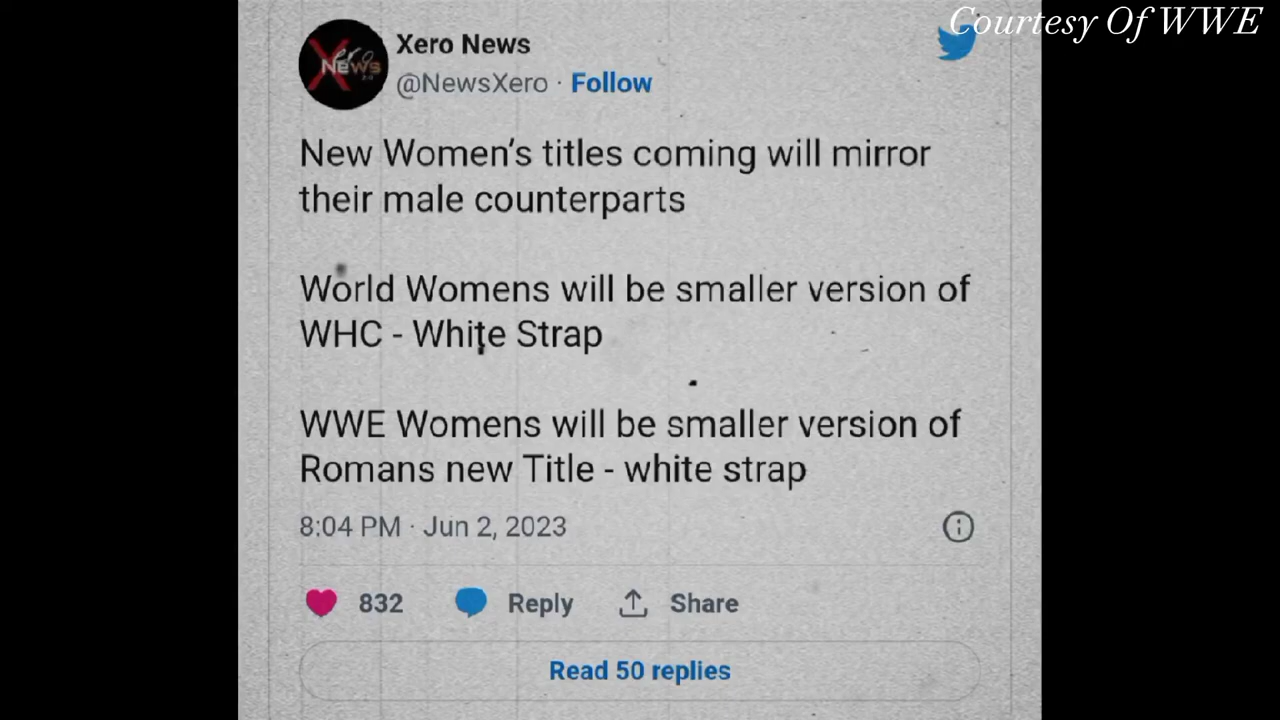 Courtesy Of WWE
Xero News
@NewsXero · Follow
New Women's titles coming will mirror
their male counterparts
World Womens will be smaller version of
WHC - White Strap
WWE Womens will be smaller version of
Romans new Title - white strap
8:04 PM · Jun 2, 2023
832 Reply Share
Read 50 replies